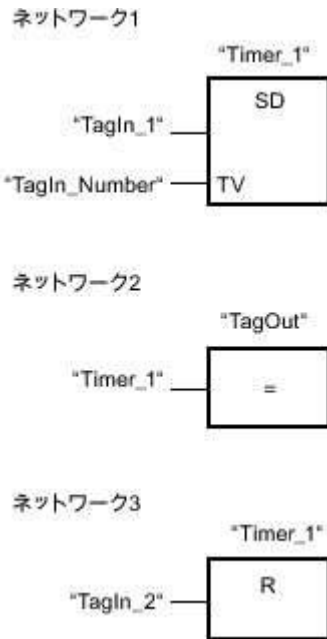 ネットワーク1
"Timer_1"
SD
"TagIn_1"
"TagIn_Number" TV
ネットワーク2
"TagOut"
"Timer_1" =
ネットワーク3
"Timer_1"
R
"TagIn_2"